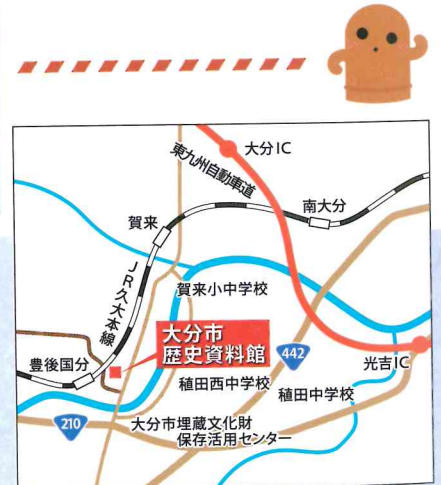 大分IC
東九州自動車道
南大分
賀来
JR久大本線
賀来小中学校
大分市
歴史資料館
442
豊後国分
光吉IC
稙田西中学校
稙田中学校
210
大分市埋蔵文化財
保存活用センター